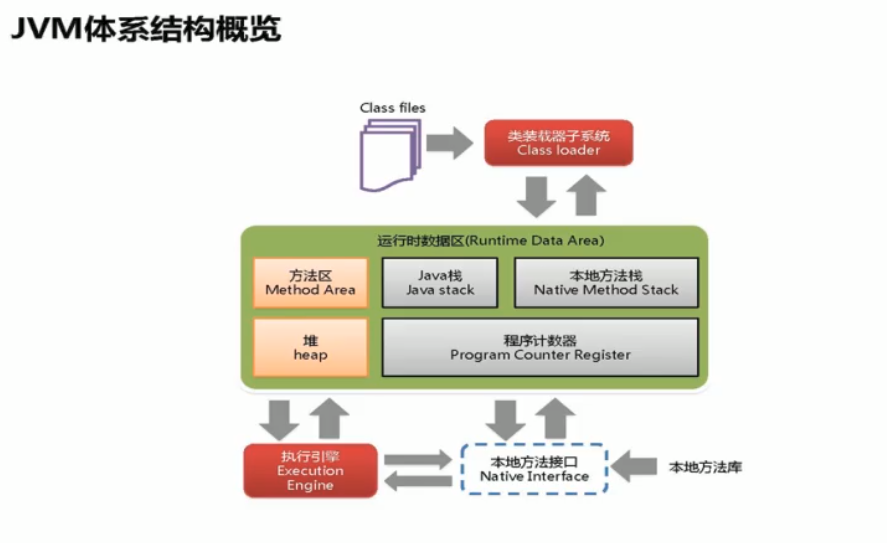 JVM体系结构概览
Class files
类装载器子系统
Class loader
运行时数据区(Runtime Data Area)
方法区
Method Area
Java栈
Java stack
本地方法栈
Native Method Stack
堆
heap
程序计数器
Program Counter Register
执行引擎
Execution
Engine
本地方法接口
Native Interface
本地方法库